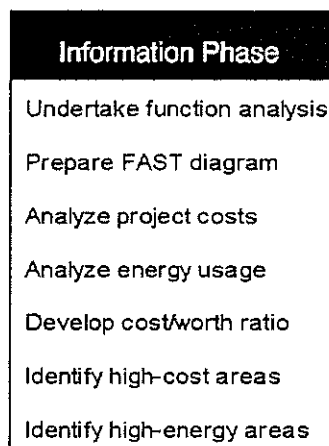 Information Phase
Undertake function analysis
Prepare FAST diagram
Analyze project costs
Analyze energy usage
Develop cost/worth ratio
Identify high-cost areas
Identify high-energy areas